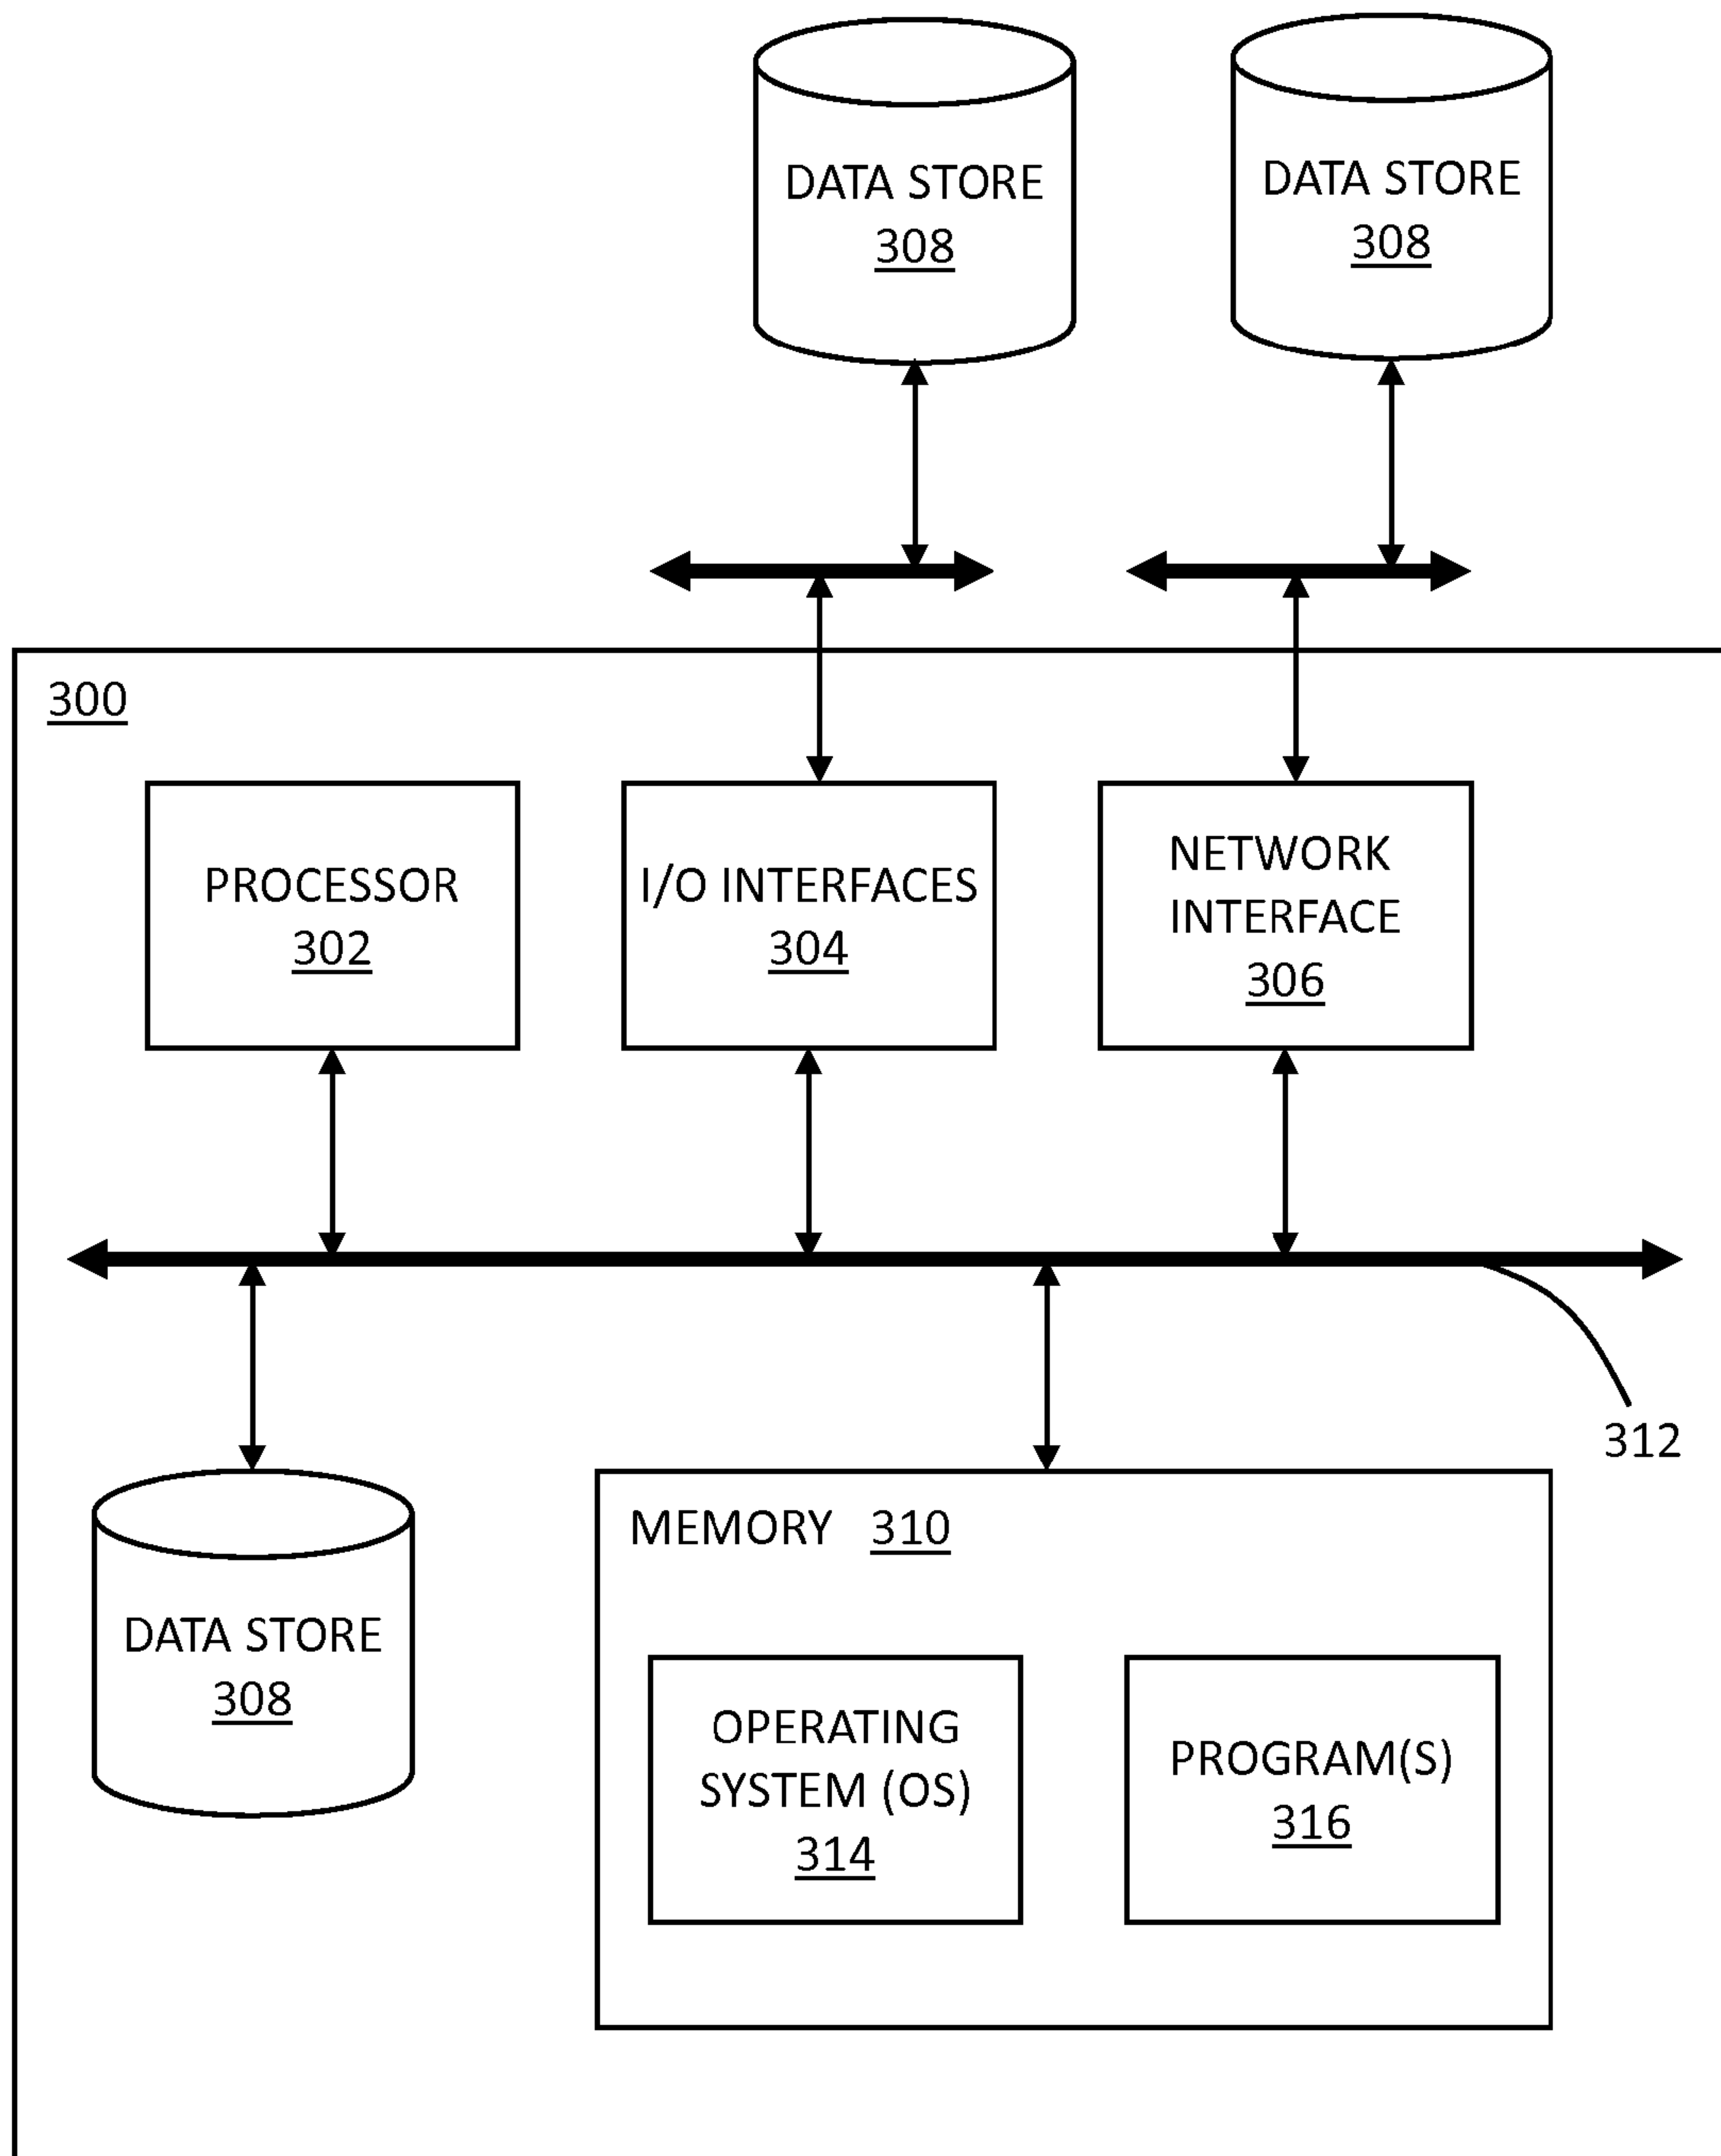 DATA STORE
308
DATA STORE
308
300
PROCESSOR
302
I/O INTERFACES
304
NETWORK
INTERFACE
306
312
DATA STORE
308
MEMORY 310
OPERATING
SYSTEM (OS)
314
PROGRAM(S)
316